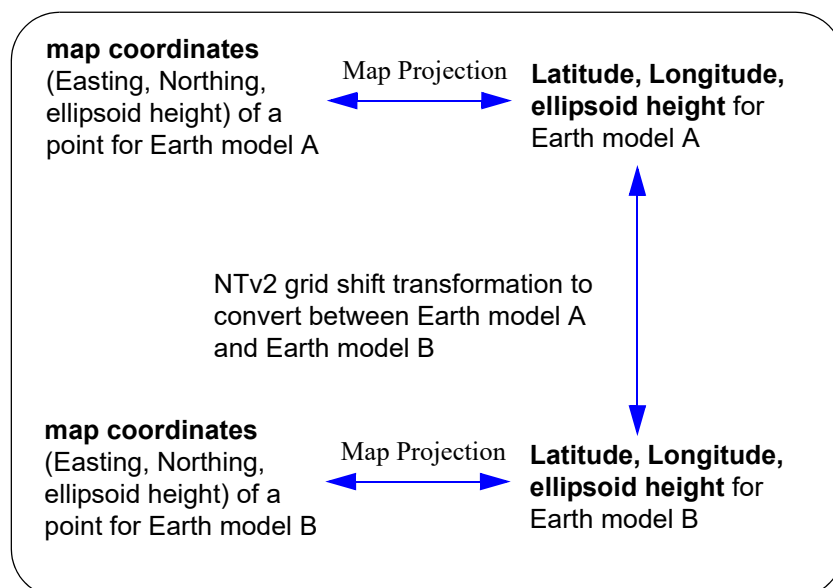 map coordinates
(Easting, Northing,
ellipsoid height) of a
point for Earth model A
Map Projection
Latitude, Longitude,
ellipsoid height for
Earth model A
NTv2 grid shift transformation to
convert between Earth model A
and Earth model B
map coordinates
(Easting, Northing,
ellipsoid height) of a
point for Earth model B
Map Projection
Latitude, Longitude,
ellipsoid height for
Earth model B